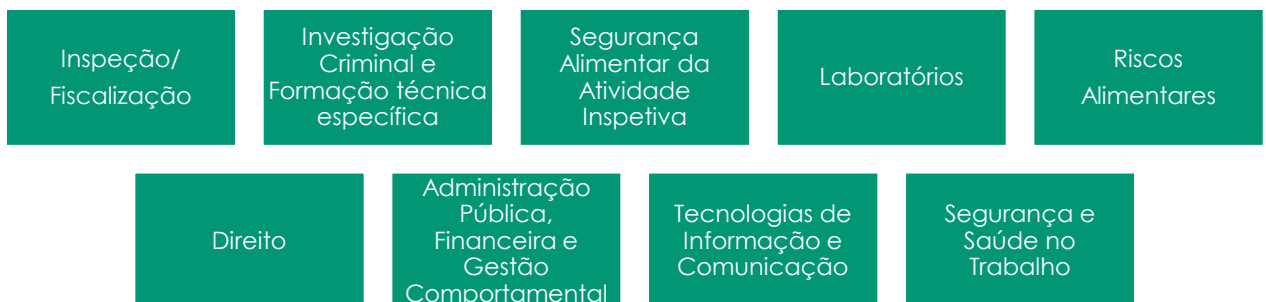 Inspeção/
Fiscalização
Investigação
Criminal e
Formação técnica
específica
Segurança
Alimentar da
Atividade
Inspetiva
Laboratórios
Riscos
Alimentares
Direito
Administração
Pública,
Financeira e
Gestão
Comportamental
Tecnologias de
Informação e
Comunicação
Segurança e
Saúde no
Trabalho